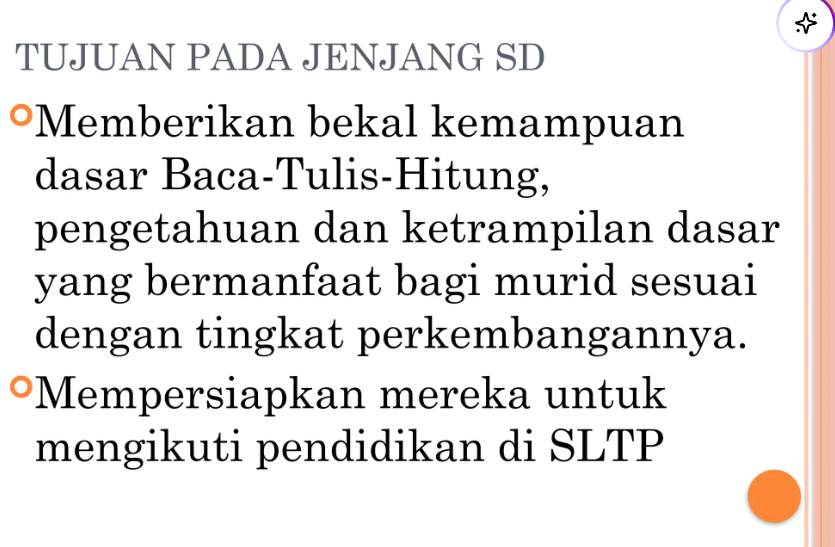 TUJUAN PADA JENJANG SD
Memberikan bekal kemampuan
dasar Baca-Tulis-Hitung,
pengetahuan dan ketrampilan dasar
yang bermanfaat bagi murid sesuai
dengan tingkat perkembangannya.
Mempersiapkan mereka untuk
mengikuti pendidikan di SLTP